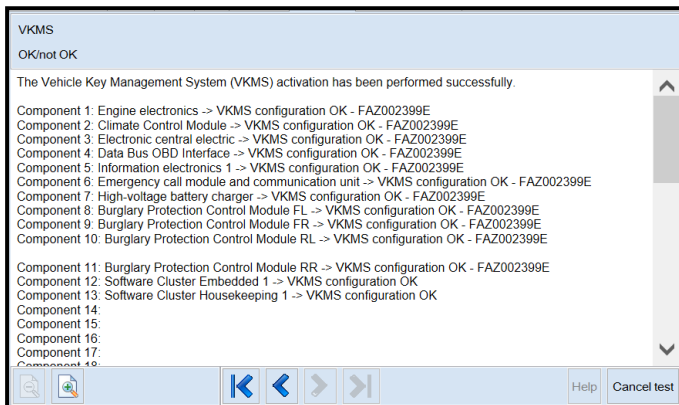 VKMS
OK/not OK
The Vehicle Key Management System (VKMS) activation has been performed successfully.
Component 1: Engine electronics -> VKMS configuration OK - FAZ002399E
Component 2: Climate Control Module -> VKMS configuration OK - FAZ002399E
Component 3: Electronic central electric -> VKMS configuration OK - FAZ002399E
Component 4: Data Bus OBD Interface -> VKMS configuration OK - FAZ002399E
Component 5: Information electronics 1 -> VKMS configuration OK - FAZ002399E
Component 6: Emergency call module and communication unit -> VKMS configuration OK - FAZ002399E
Component 7: High-voltage battery charger -> VKMS configuration OK - FAZ002399E
Component 8: Burglary Protection Control Module FL -> VKMS configuration OK - FAZ002399E
Component 9: Burglary Protection Control Module FR -> VKMS configuration OK - FAZ002399E
Component 10: Burglary Protection Control Module RL -> VKMS configuration OK - FAZ002399E
Component 11: Burglary Protection Control Module RR -> VKMS configuration OK - FAZ002399E
Component 12: Software Cluster Embedded 1 -> VKMS configuration OK
Component 13: Software Cluster Housekeeping 1 -> VKMS configuration OK
Component 14:
Component 15:
Component 16:
Component 17:
Component 18:
Help Cancel test